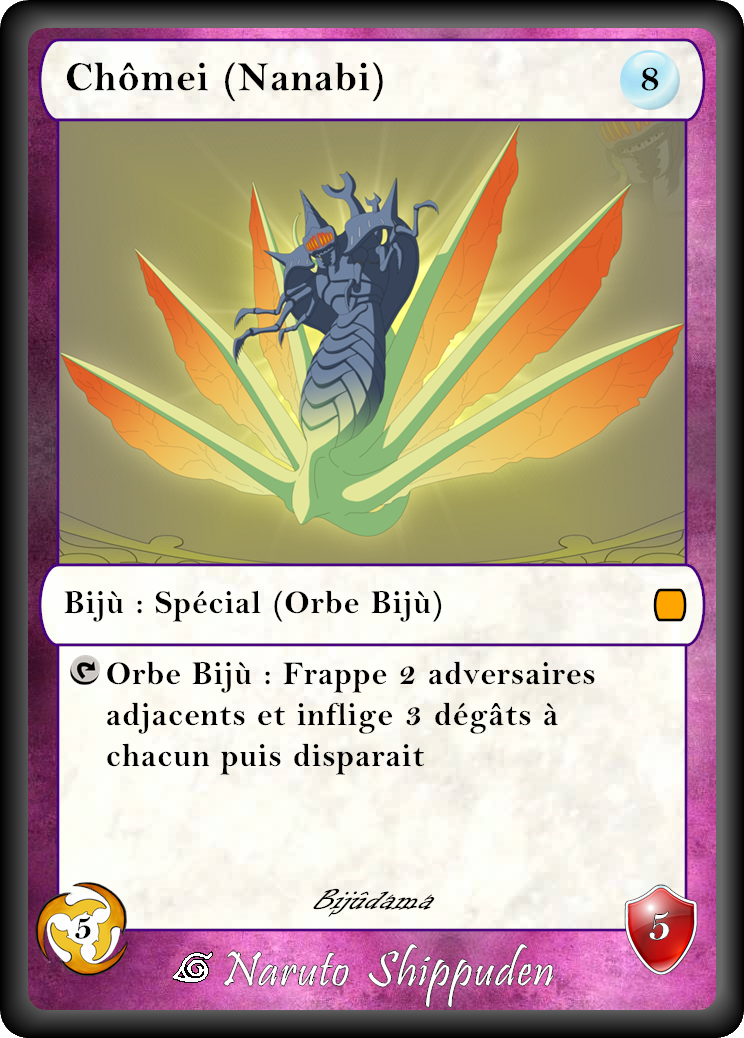 Chômei (Nanabi)
8
Bijù : Spécial (Orbe Bijù)
Orbe Bijù : Frappe 2 adversaires
adjacents et inflige 3 dégâts à
chacun puis disparait
Bijûdama
5
5
Naruto Shippuden